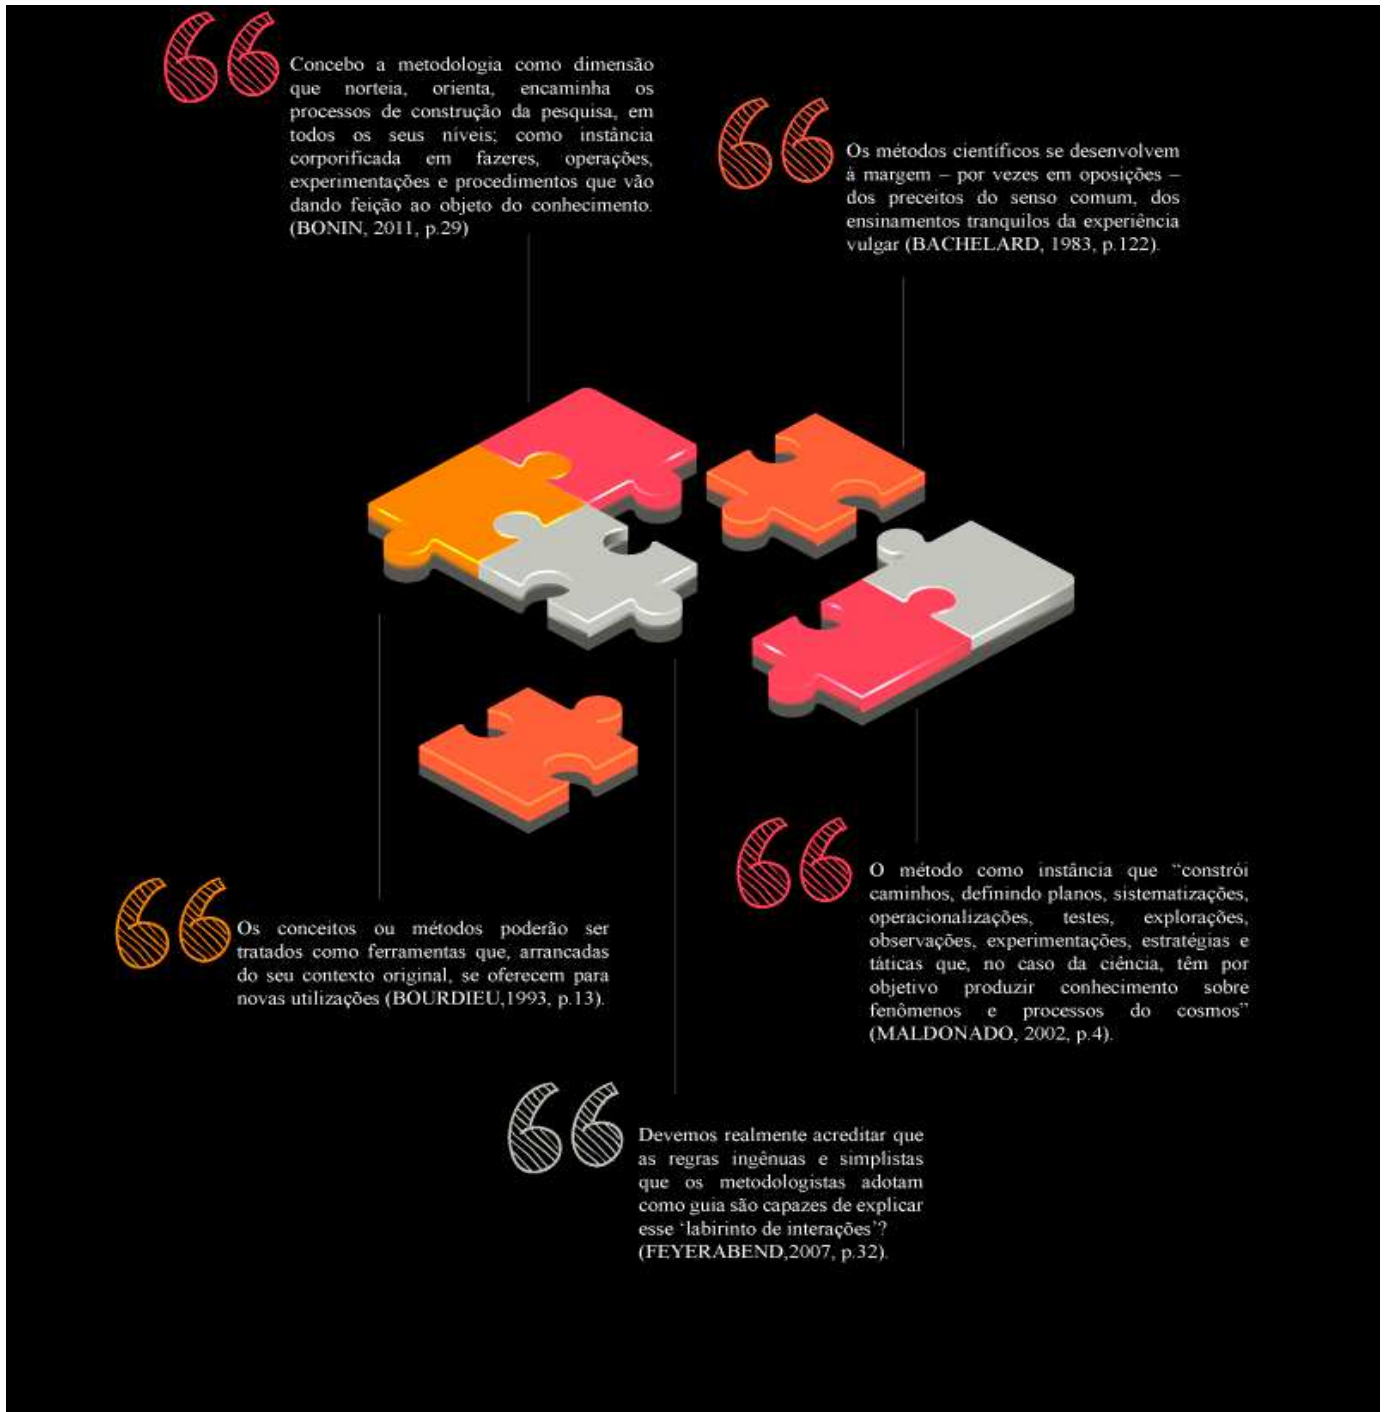 Concebo a metodologia como dimensão
que norteia, orienta, encaminha os
processos de construção da pesquisa, em
todos os seus níveis; como instância
corporificada em fazeres, operações,
experimentações e procedimentos que vão
dando feição ao objeto do conhecimento.
(BONIN, 2011, p.29)
Os métodos científicos se desenvolvem
à margem – por vezes em oposições –
dos preceitos do senso comum, dos
ensinamentos tranquilos da experiência
vulgar (BACHELARD, 1983, p.122).
O método como instância que “constrói
caminhos, definindo planos, sistematizações,
operacionalizações, testes, explorações,
observações, experimentações, estratégias e
táticas que, no caso da ciência, têm por
objetivo produzir conhecimento sobre
fenômenos e processos do cosmos”
(MALDONADO, 2002, p.4).
Os conceitos ou métodos poderão ser
tratados como ferramentas que, arrancadas
do seu contexto original, se oferecem para
novas utilizações (BOURDIEU,1993, p.13).
Devemos realmente acreditar que
as regras ingênuas e simplistas
que os metodologistas adotam
como guia são capazes de explicar
esse ‘labirinto de interações’?
(FEYERABEND,2007, p.32).